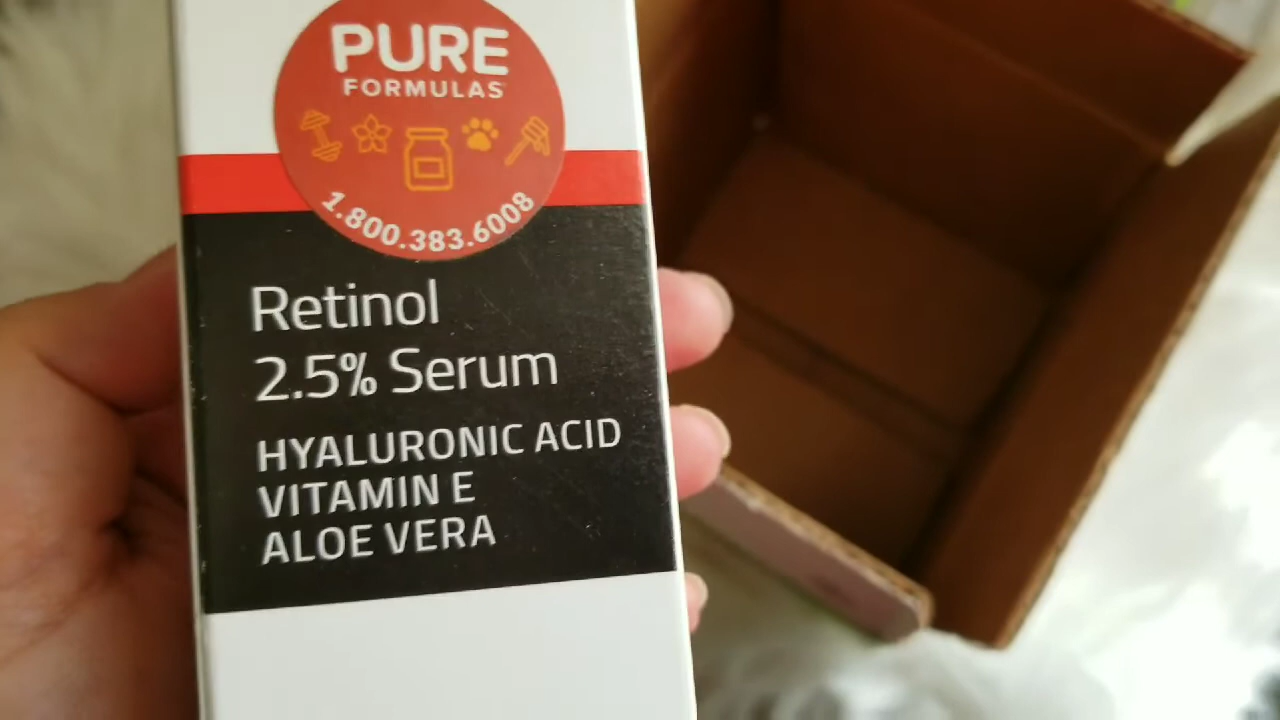 PURE
FORMULAS
1.800.383.6008
Retinol
2.5% Serum
HYALURONIC ACID
VITAMIN E
ALOE VERA